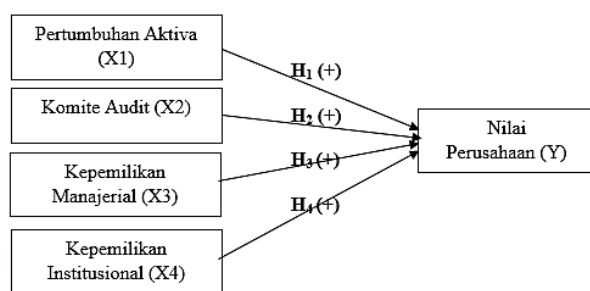 Pertumbuhan Aktiva
(X1)
H₁ (+)
Komite Audit (X2)
H₂ (+)
Nilai
Perusahaan (Y)
Kepemilikan
Manajerial (X3)
H₃ (+)
H₄ (+)
Kepemilikan
Institusional (X4)